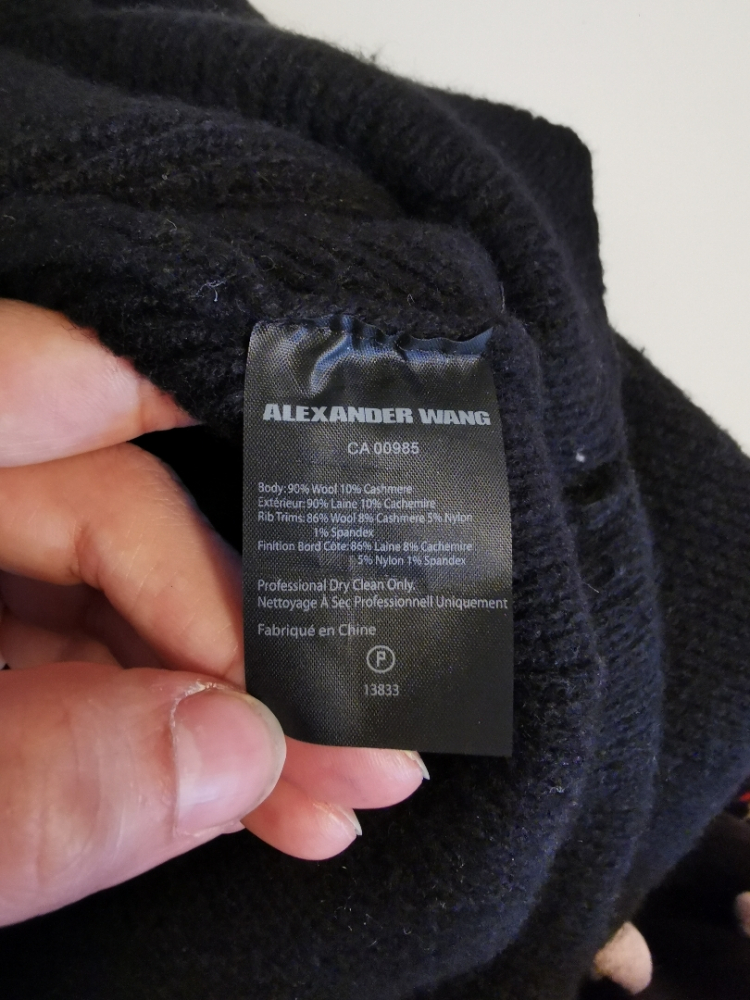 ALEXANDER WANG
CA 00985
Body: 90% Wool 10% Cashmere
Extérieur: 90% Laine 10% Cachemire
Rib Trims: 86% Wool 8% Cashmere 5% Nylon
1% Spandex
Finition Bord Côte: 86% Laine 8% Cachemire
5% Nylon 1% Spandex
Professional Dry Clean Only.
Nettoyage À Sec Professionnell Uniquement
Fabriqué en Chine
P
13833